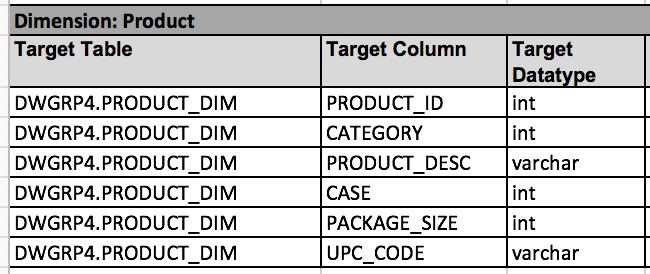 Dimension: Product
Target Table Target Column Target
Datatype
DWGRP4.PRODUCT_DIM PRODUCT_ID int
DWGRP4.PRODUCT_DIM CATEGORY int
DWGRP4.PRODUCT_DIM PRODUCT_DESC varchar
DWGRP4.PRODUCT_DIM CASE int
DWGRP4.PRODUCT_DIM PACKAGE_SIZE int
DWGRP4.PRODUCT_DIM UPC_CODE varchar